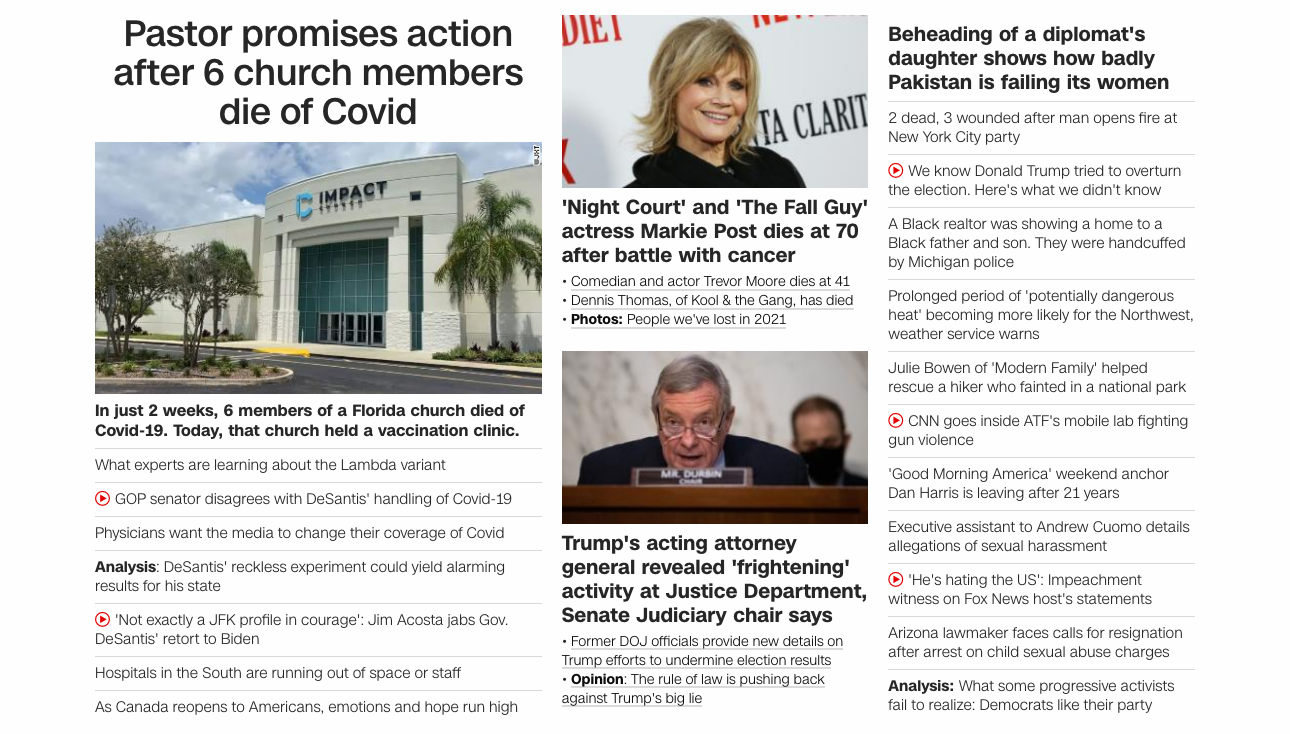 Pastor promises action
after 6 church members
die of Covid
WJXT
IMPACT
CHURCH
In just 2 weeks, 6 members of a Florida church died of
Covid-19. Today, that church held a vaccination clinic.
What experts are learning about the Lambda variant
GOP senator disagrees with DeSantis' handling of Covid-19
Physicians want the media to change their coverage of Covid
Analysis: DeSantis' reckless experiment could yield alarming
results for his state
'Not exactly a JFK profile in courage': Jim Acosta jabs Gov.
DeSantis' retort to Biden
Hospitals in the South are running out of space or staff
As Canada reopens to Americans, emotions and hope run high
DIET
NTA CLARIT
'Night Court' and 'The Fall Guy'
actress Markie Post dies at 70
after battle with cancer
• Comedian and actor Trevor Moore dies at 41
• Dennis Thomas, of Kool & the Gang, has died
• Photos: People we've lost in 2021
MR. DURBIN
CHAIR
Trump's acting attorney
general revealed 'frightening'
activity at Justice Department,
Senate Judiciary chair says
• Former DOJ officials provide new details on
Trump efforts to undermine election results
• Opinion: The rule of law is pushing back
against Trump's big lie
Beheading of a diplomat's
daughter shows how badly
Pakistan is failing its women
2 dead, 3 wounded after man opens fire at
New York City party
We know Donald Trump tried to overturn
the election. Here's what we didn't know
A Black realtor was showing a home to a
Black father and son. They were handcuffed
by Michigan police
Prolonged period of 'potentially dangerous
heat' becoming more likely for the Northwest,
weather service warns
Julie Bowen of 'Modern Family' helped
rescue a hiker who fainted in a national park
CNN goes inside ATF's mobile lab fighting
gun violence
'Good Morning America' weekend anchor
Dan Harris is leaving after 21 years
Executive assistant to Andrew Cuomo details
allegations of sexual harassment
'He's hating the US': Impeachment
witness on Fox News host's statements
Arizona lawmaker faces calls for resignation
after arrest on child sexual abuse charges
Analysis: What some progressive activists
fail to realize: Democrats like their party